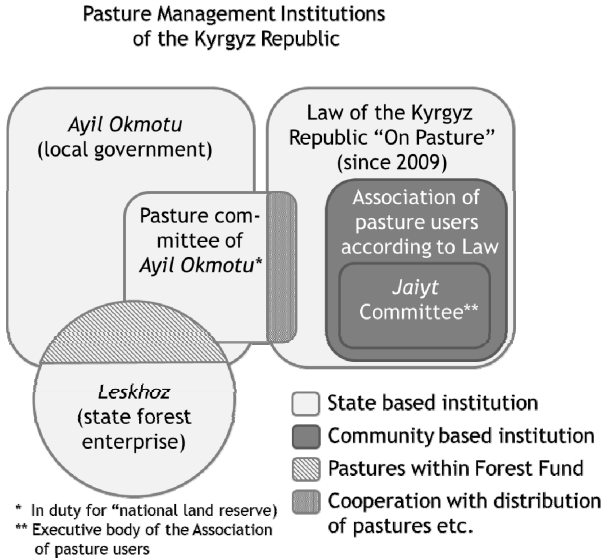 Pasture Management Institutions
of the Kyrgyz Republic
Ayil Okmotu
(local government)
Law of the Kyrgyz
Republic “On Pasture”
(since 2009)
Pasture com-
mittee of
Ayil Okmotu*
Association of
pasture users
according to Law
Jaiyt
Committee**
Leskhoz
(state forest
enterprise)
State based institution
Community based institution
Pastures within Forest Fund
Cooperation with distribution
of pastures etc.
* In duty for “national land reserve)
** Executive body of the Association
of pasture users